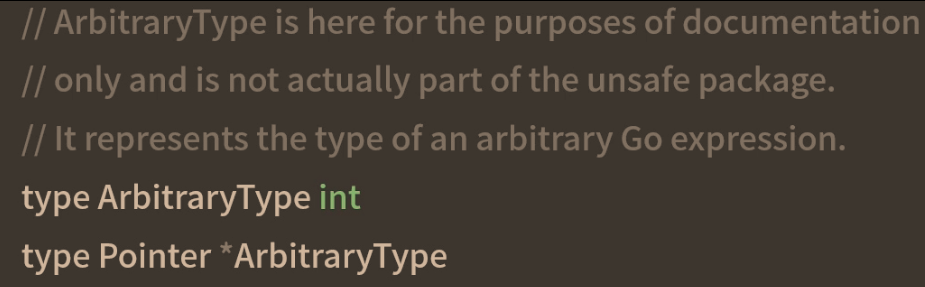 // ArbitraryType is here for the purposes of documentation
// only and is not actually part of the unsafe package.
// It represents the type of an arbitrary Go expression.
type ArbitraryType int
type Pointer *ArbitraryType